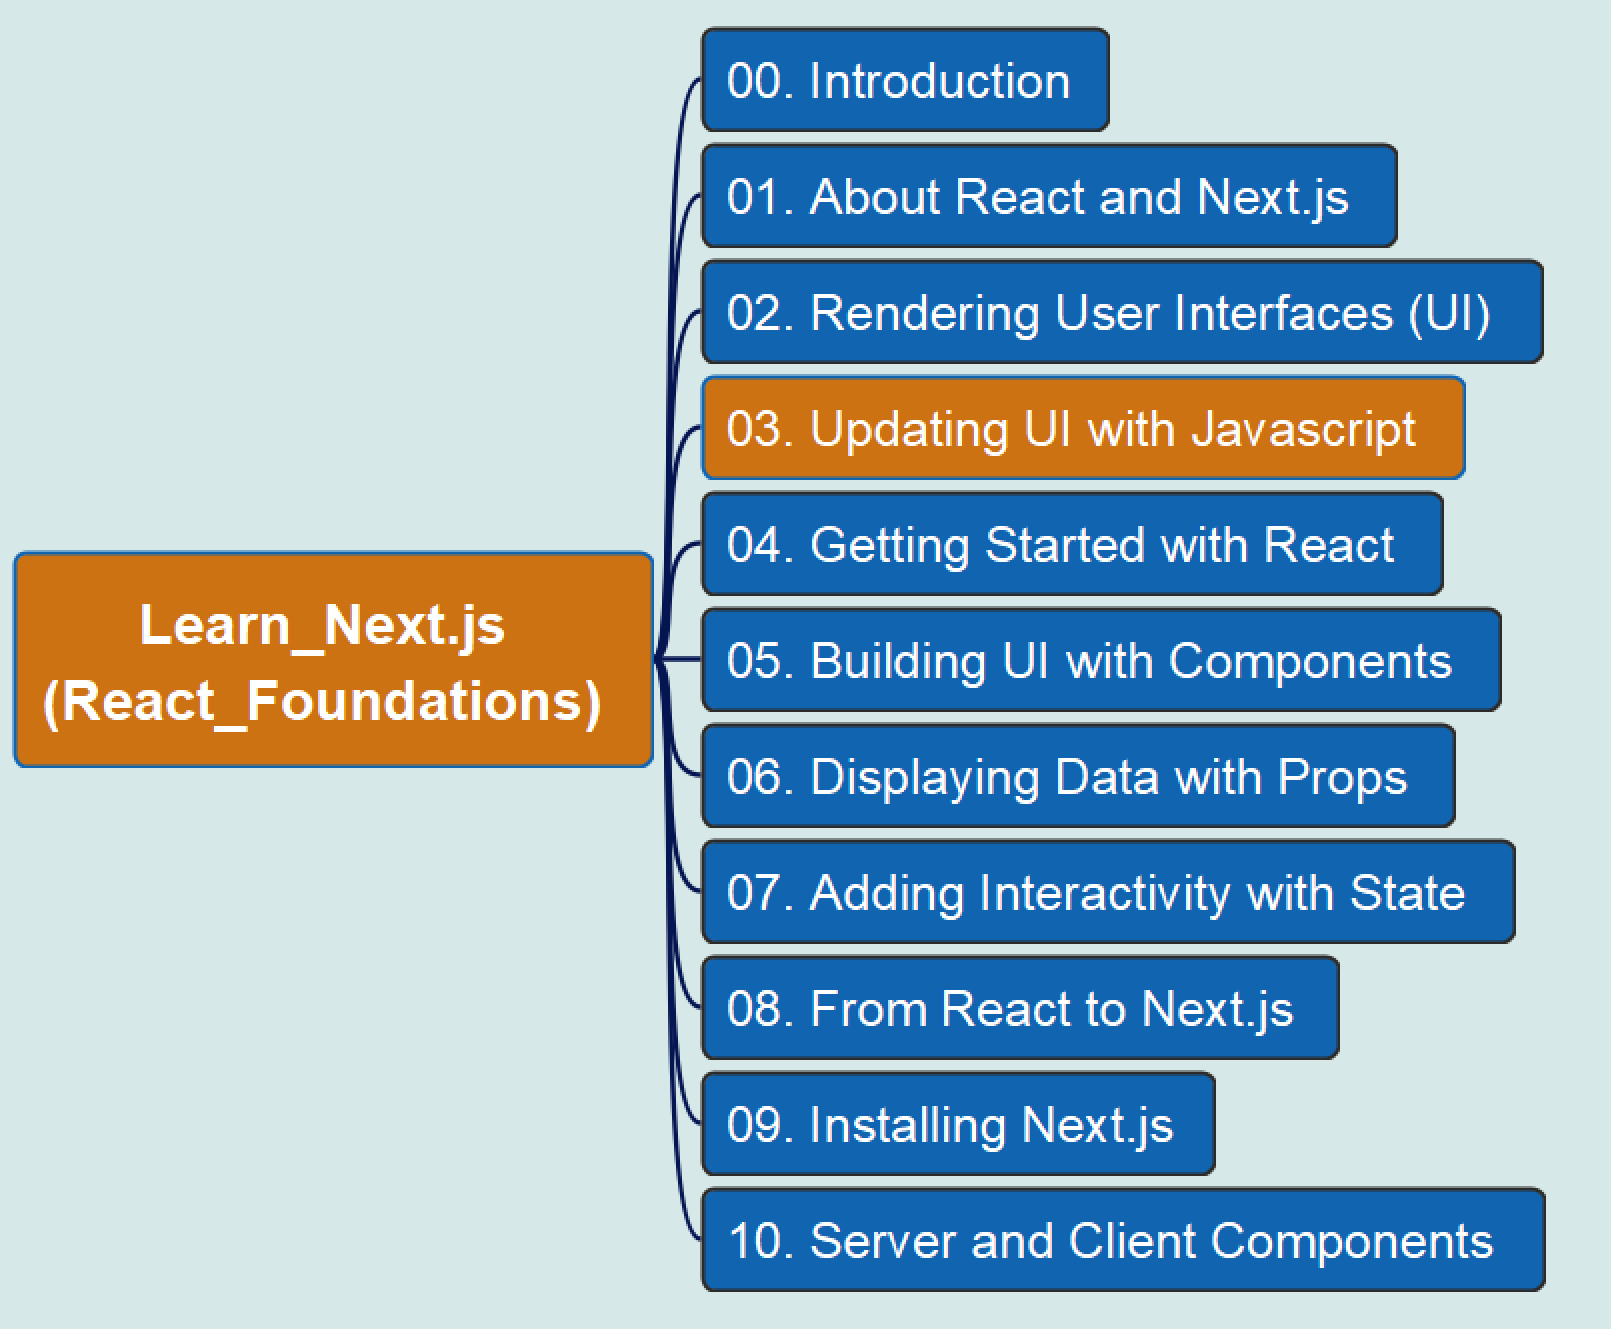 Learn_Next.js
(React_Foundations)
00. Introduction
01. About React and Next.js
02. Rendering User Interfaces (UI)
03. Updating UI with Javascript
04. Getting Started with React
05. Building UI with Components
06. Displaying Data with Props
07. Adding Interactivity with State
08. From React to Next.js
09. Installing Next.js
10. Server and Client Components